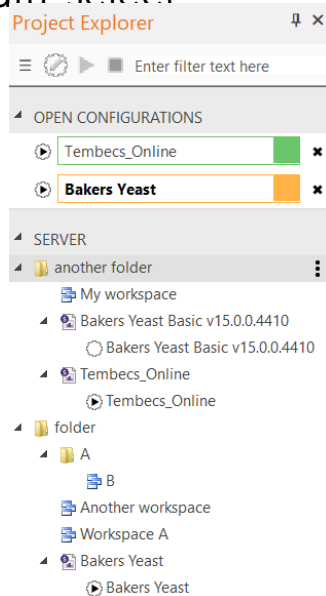 Project Explorer
Enter filter text here
OPEN CONFIGURATIONS
Tembecs_Online
Bakers Yeast
SERVER
another folder
My workspace
Bakers Yeast Basic v15.0.0.4410
Bakers Yeast Basic v15.0.0.4410
Tembecs_Online
Tembecs_Online
folder
A
B
Another workspace
Workspace A
Bakers Yeast
Bakers Yeast